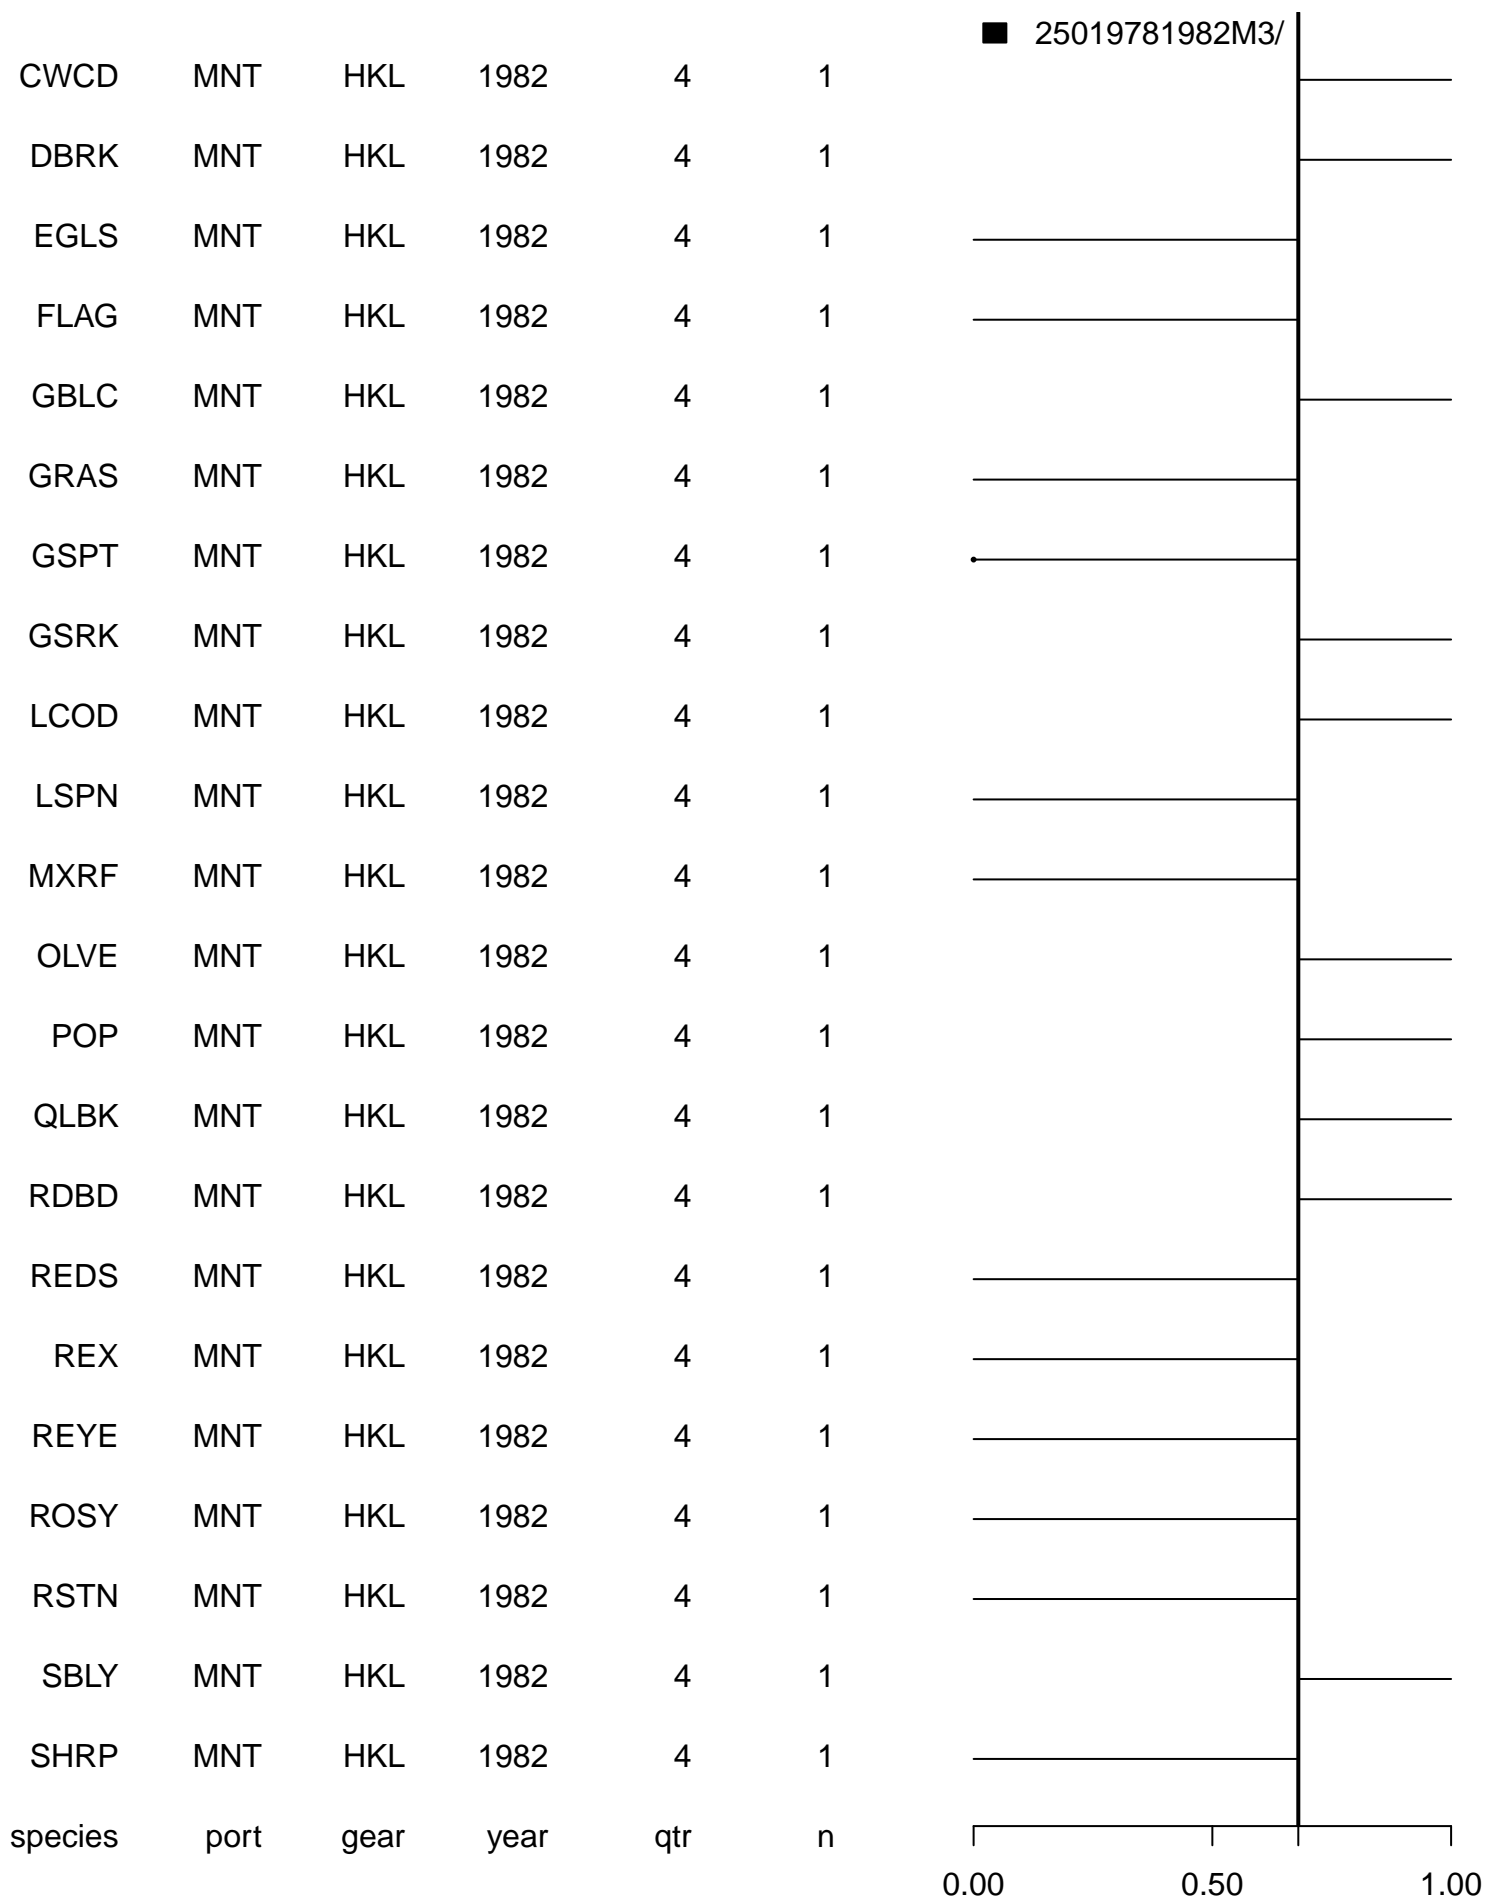 25019781982M3/
CWCD MNT HKL 1982 4 1
DBRK MNT HKL 1982 4 1
EGLS MNT HKL 1982 4 1
FLAG MNT HKL 1982 4 1
GBLC MNT HKL 1982 4 1
GRAS MNT HKL 1982 4 1
GSPT MNT HKL 1982 4 1
GSRK MNT HKL 1982 4 1
LCOD MNT HKL 1982 4 1
LSPN MNT HKL 1982 4 1
MXRF MNT HKL 1982 4 1
OLVE MNT HKL 1982 4 1
POP MNT HKL 1982 4 1
QLBK MNT HKL 1982 4 1
RDBD MNT HKL 1982 4 1
REDS MNT HKL 1982 4 1
REX MNT HKL 1982 4 1
REYE MNT HKL 1982 4 1
ROSY MNT HKL 1982 4 1
RSTN MNT HKL 1982 4 1
SBLY MNT HKL 1982 4 1
SHRP MNT HKL 1982 4 1
species port gear year qtr n
0.00 0.50 1.00